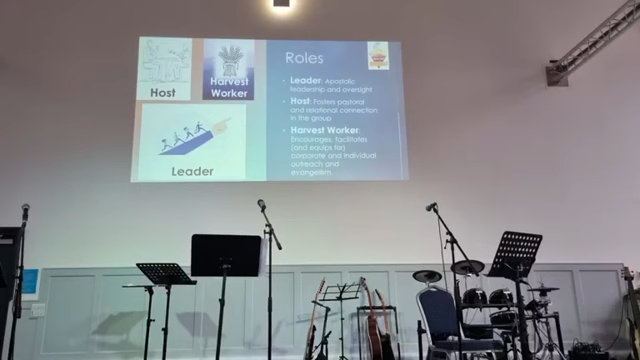 Host
Harvest
Worker
Leader
Roles
Leader: Apostolic
leadership and oversight
Host: Fosters pastoral
and relational connection
in the group
Harvest Worker:
Encourages, facilitates
(and equips for)
corporate and individual
outreach and
evangelism.